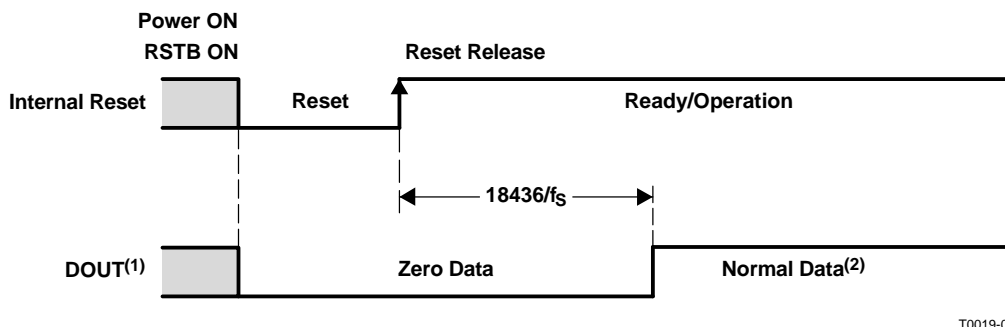 Power ON
RSTB ON
Reset Release
Internal Reset
Reset
Ready/Operation
18436/fS
DOUT(1)
Zero Data
Normal Data(2)